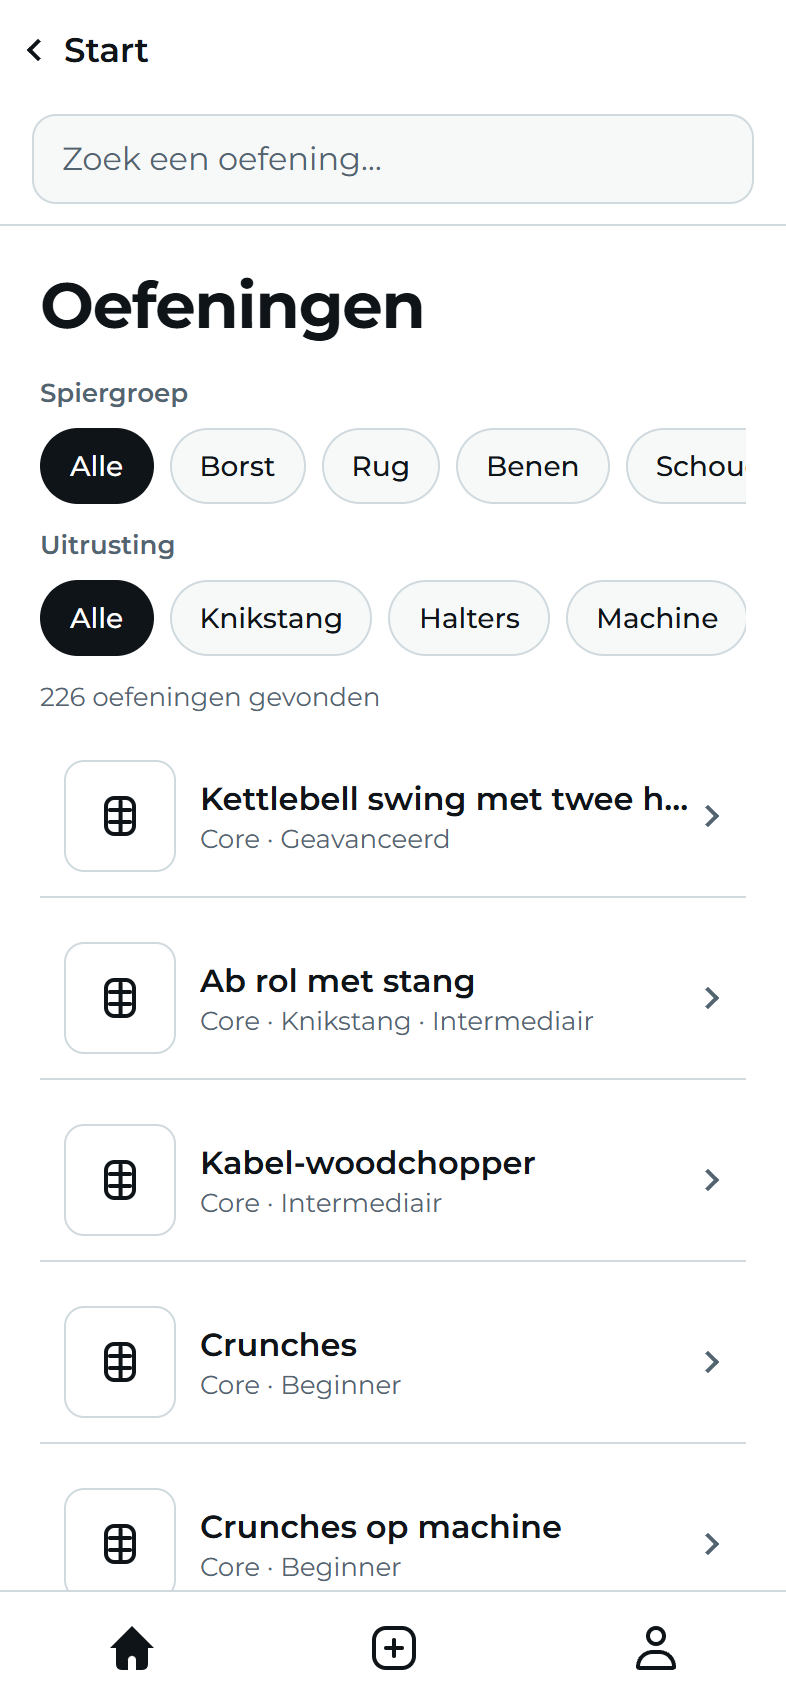 Start
Zoek een oefening...
Oefeningen
Spiergroep
Alle Borst Rug Benen Schou
Uitrusting
Alle Knikstang Halters Machine
226 oefeningen gevonden
Kettlebell swing met twee h...
Core · Geavanceerd
Ab rol met stang
Core · Knikstang · Intermediair
Kabel-woodchopper
Core · Intermediair
Crunches
Core · Beginner
Crunches op machine
Core · Beginner